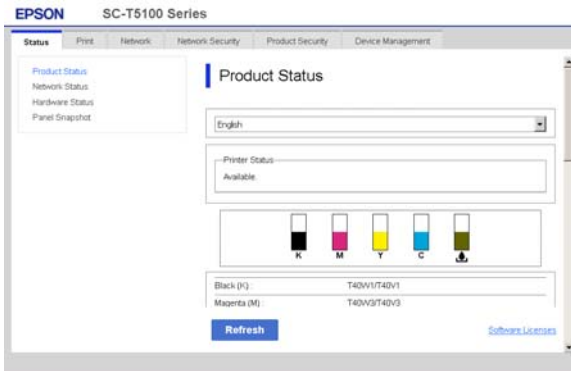 EPSON SC-T5100 Series
Status Print Network Network Security Product Security Device Management
Product Status
Network Status
Hardware Status
Panel Snapshot
Product Status
English
Printer Status
Available.
K M Y C
Black (K) : T40W1/T40V1
Magenta (M) : T40W3/T40V3
Refresh
Software Licenses